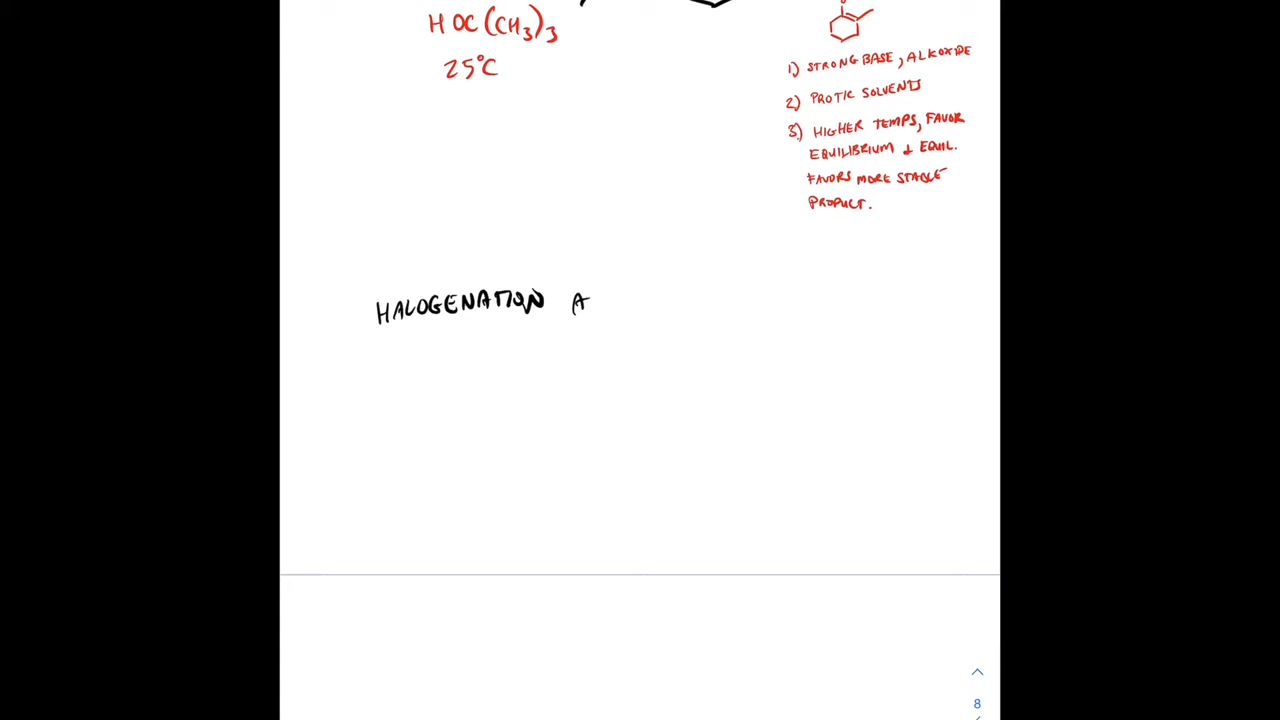 HOC(CH3)3
25°C
1) STRONG BASE, ALKOXIDE
2) PROTIC SOLVENTS
3) HIGHER TEMPS, FAVOR
EQUILIBRIUM & EQUIL.
FAVORS MORE STABLE
PRODUCT.
HALOGENATION A
8